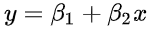 y = β₁ + β₂x